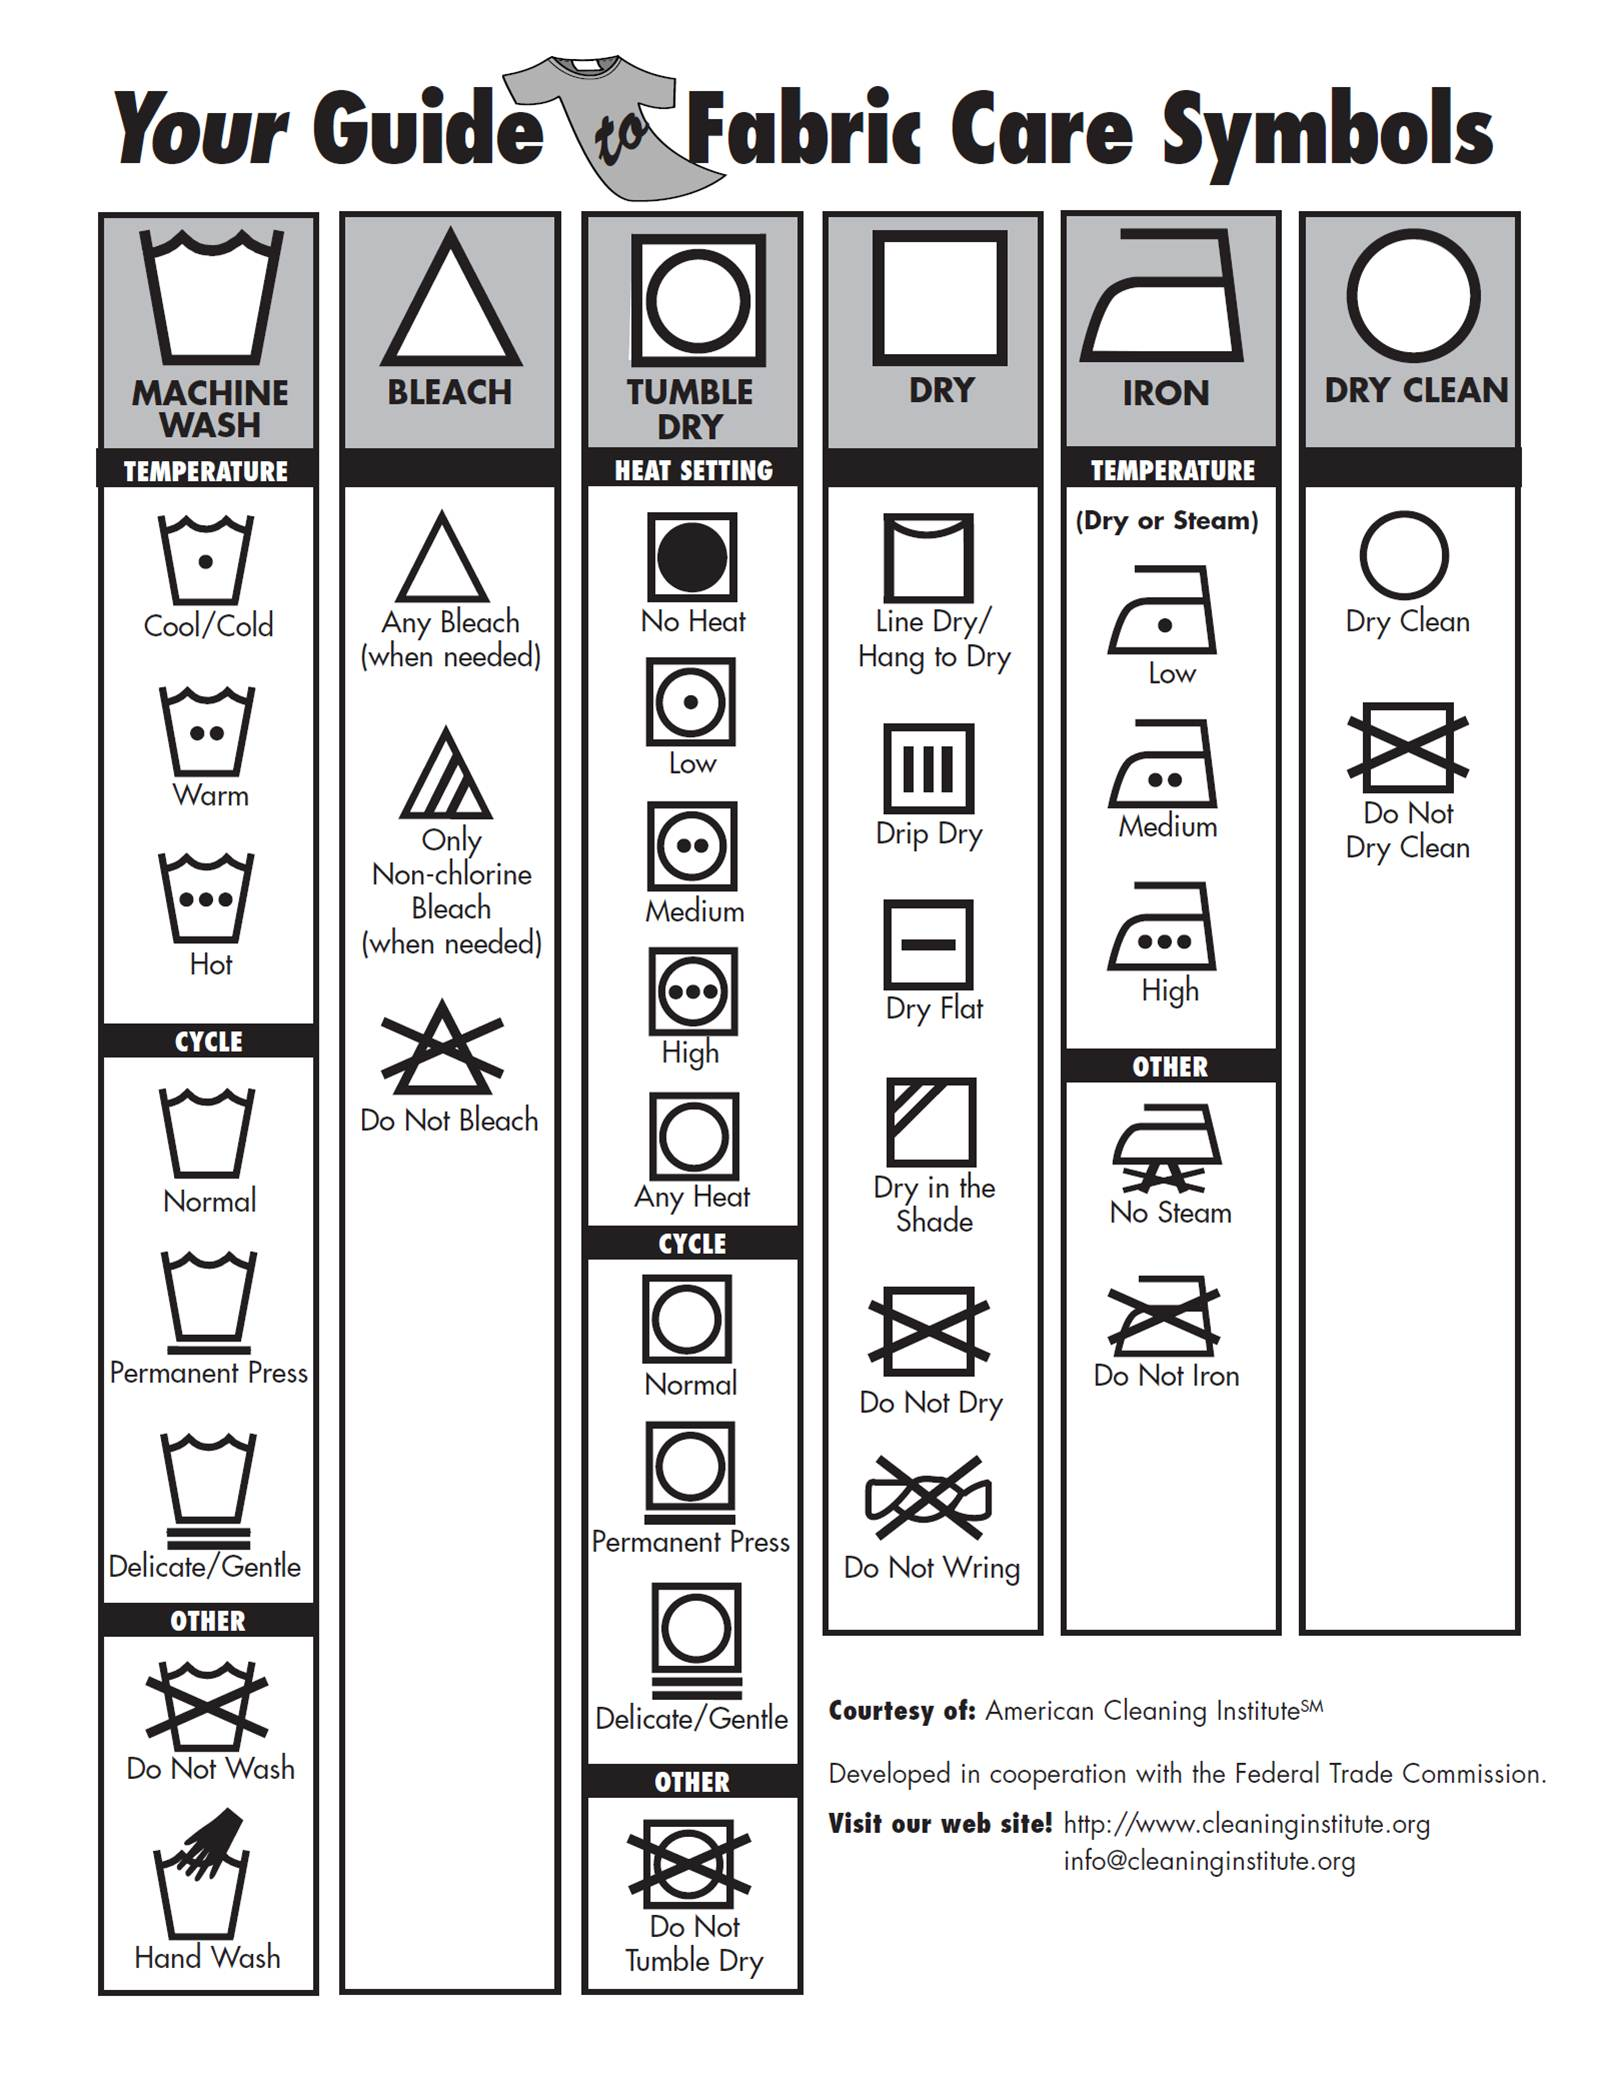 Your Guide to Fabric Care Symbols
MACHINE
WASH
TEMPERATURE
Cool/Cold
Warm
Hot
CYCLE
Normal
Permanent Press
Delicate/Gentle
OTHER
Do Not Wash
Hand Wash
BLEACH
Any Bleach
(when needed)
Only
Non-chlorine
Bleach
(when needed)
Do Not Bleach
TUMBLE
DRY
HEAT SETTING
No Heat
Low
Medium
High
Any Heat
CYCLE
Normal
Permanent Press
Delicate/Gentle
OTHER
Do Not
Tumble Dry
DRY
Line Dry/
Hang to Dry
Drip Dry
Dry Flat
Dry in the
Shade
Do Not Dry
Do Not Wring
IRON
TEMPERATURE
(Dry or Steam)
Low
Medium
High
OTHER
No Steam
Do Not Iron
DRY CLEAN
Dry Clean
Do Not
Dry Clean
Courtesy of: American Cleaning Institute℠
Developed in cooperation with the Federal Trade Commission.
Visit our web site! http://www.cleaninginstitute.org
info@cleaninginstitute.org